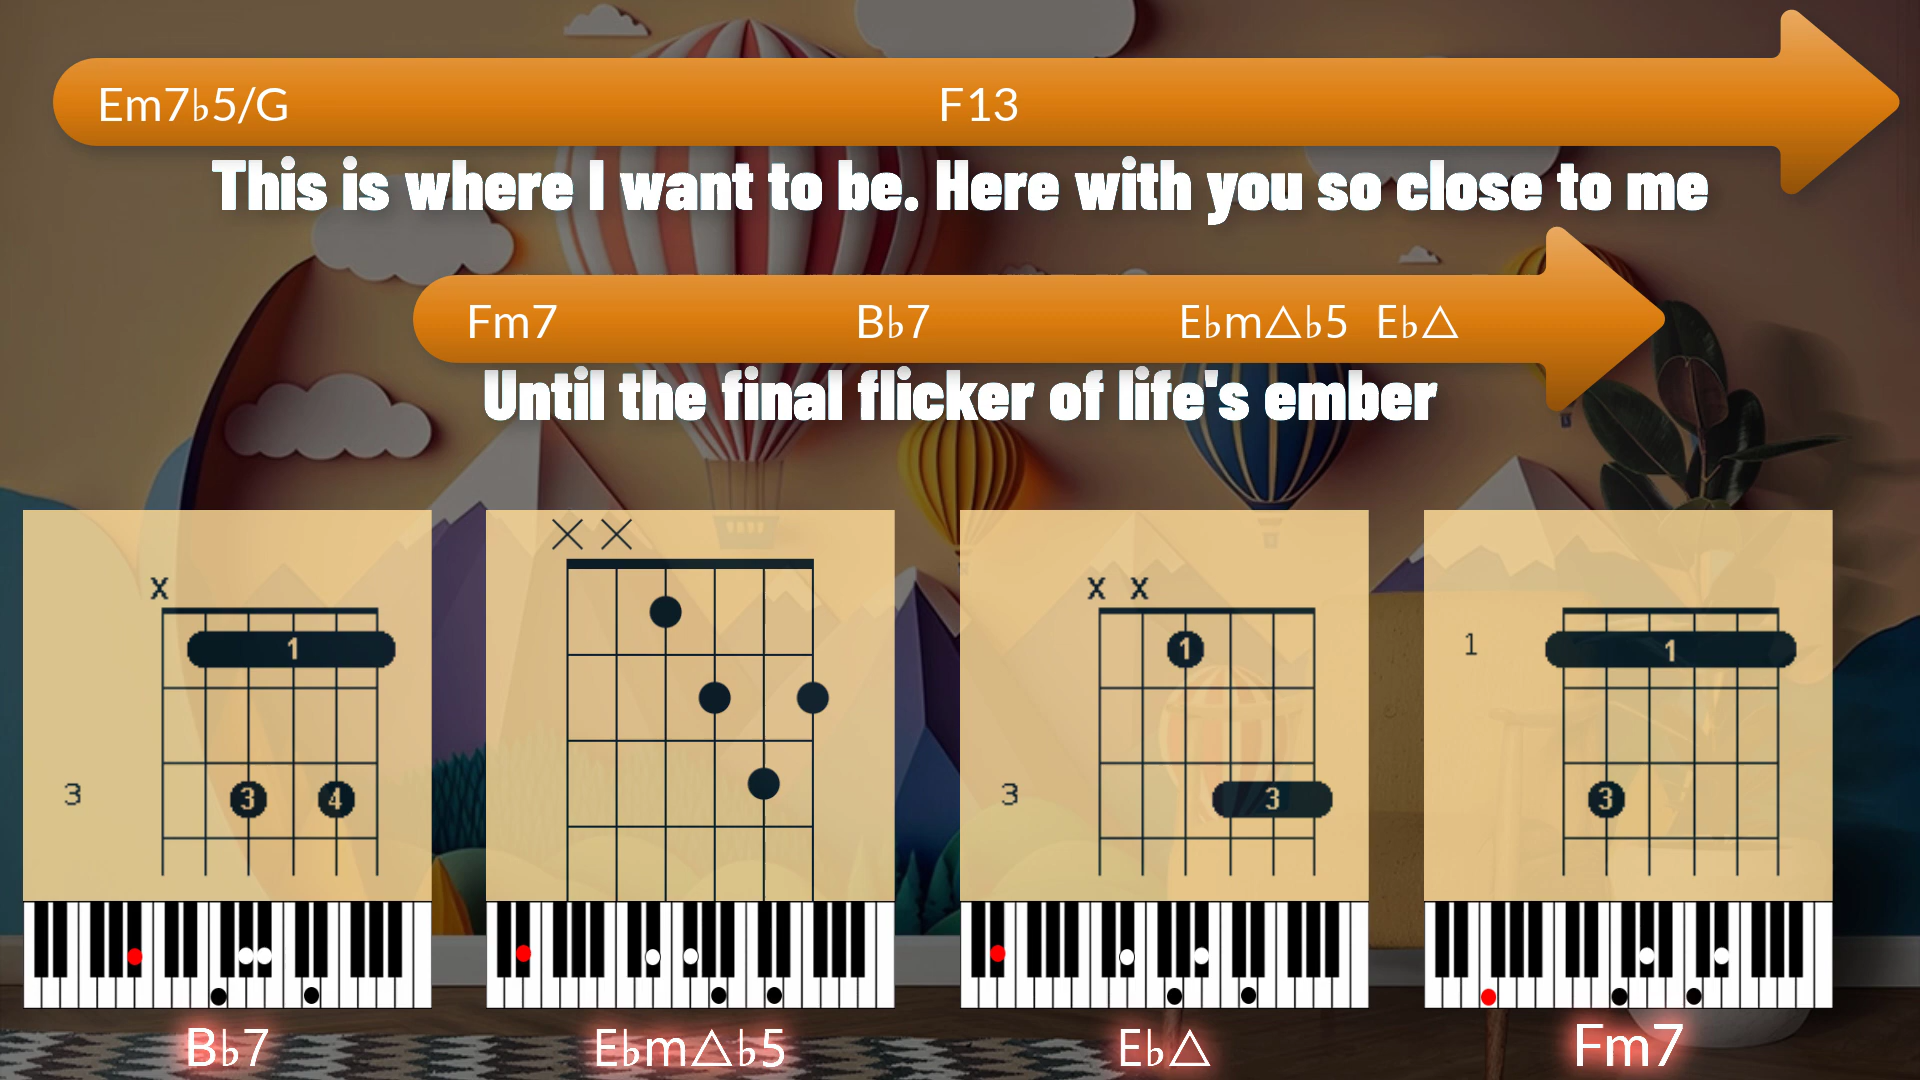 Em7♭5/G F13
This is where I want to be. Here with you so close to me
Fm7 B♭7 E♭m△♭5 E♭△
Until the final flicker of life's ember
x
1
3 4
3
X X
x x
1
3
3
1
1
3
B♭7 E♭m△♭5 E♭△ Fm7